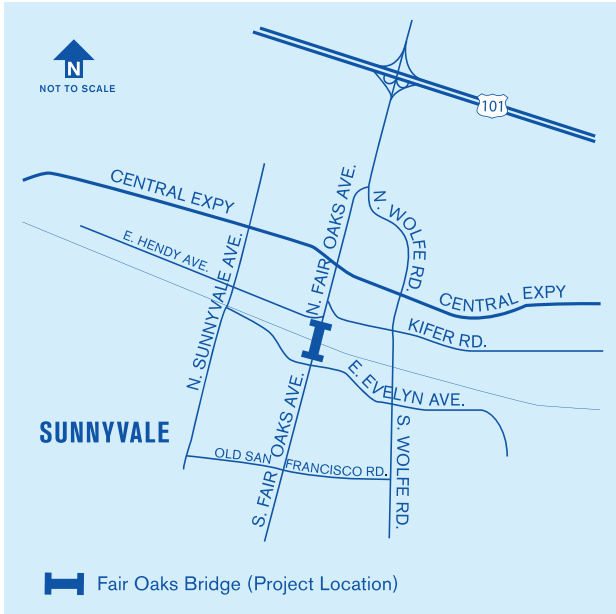 N
NOT TO SCALE
101
CENTRAL EXPY
N. FAIR OAKS AVE.
N. WOLFE RD.
E. HENDY AVE.
N. SUNNYVALE AVE.
CENTRAL EXPY
KIFER RD.
E. EVELYN AVE.
SUNNYVALE
S. FAIR OAKS AVE.
S. WOLFE RD.
OLD SAN FRANCISCO RD.
Fair Oaks Bridge (Project Location)